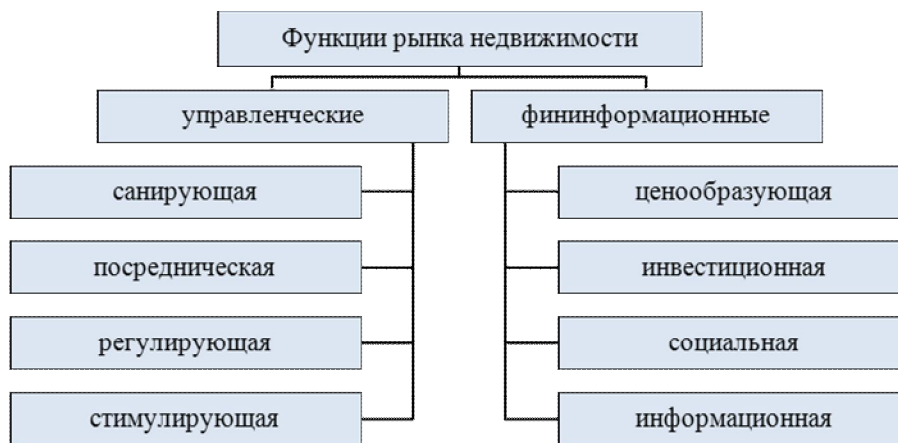 Функции рынка недвижимости
управленческие
фининформационные
санирующая
ценообразующая
посредническая
инвестиционная
регулирующая
социальная
стимулирующая
информационная